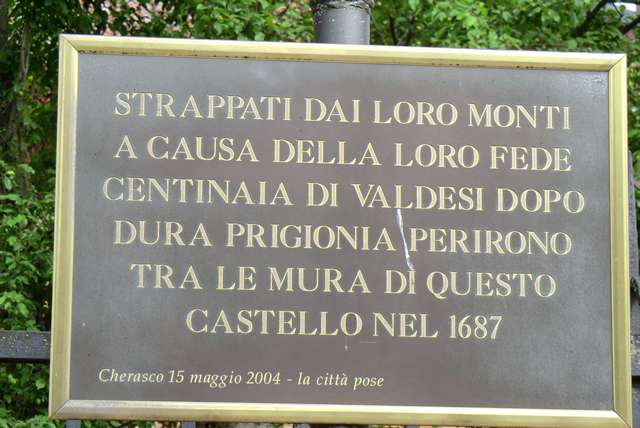 STRAPPATI DAI LORO MONTI
A CAUSA DELLA LORO FEDE
CENTINAIA DI VALDESI DOPO
DURA PRIGIONIA PERIRONO
TRA LE MURA DI QUESTO
CASTELLO NEL 1687
Cherasco 15 maggio 2004 - la città pose